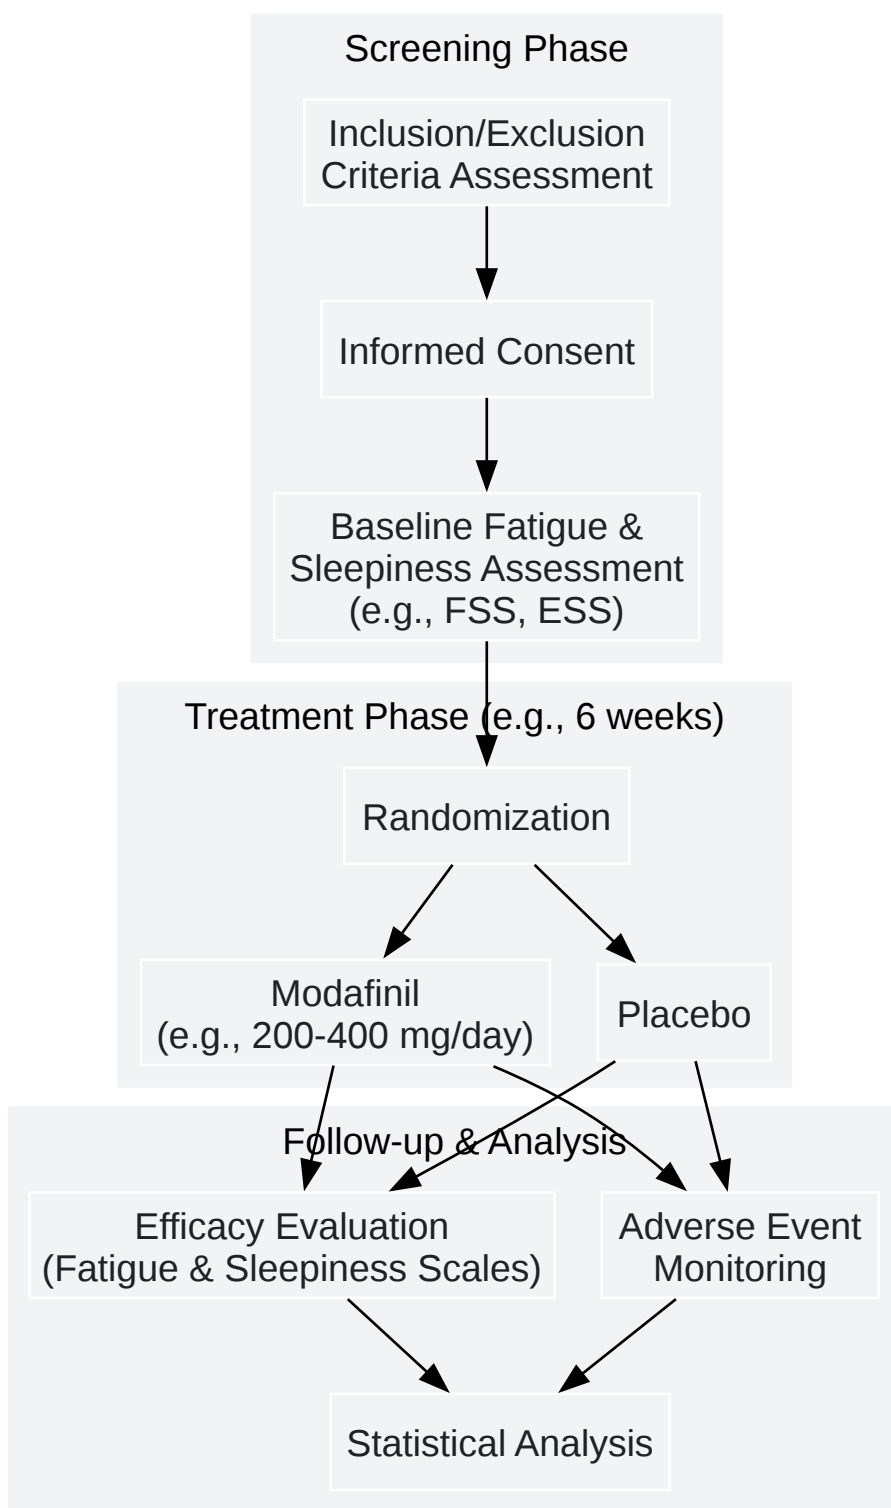 Screening Phase
Inclusion/Exclusion
Criteria Assessment
Informed Consent
Baseline Fatigue &
Sleepiness Assessment
(e.g., FSS, ESS)
Treatment Phase (e.g., 6 weeks)
Randomization
Modafinil
(e.g., 200-400 mg/day)
Placebo
Follow-up & Analysis
Efficacy Evaluation
(Fatigue & Sleepiness Scales)
Adverse Event
Monitoring
Statistical Analysis